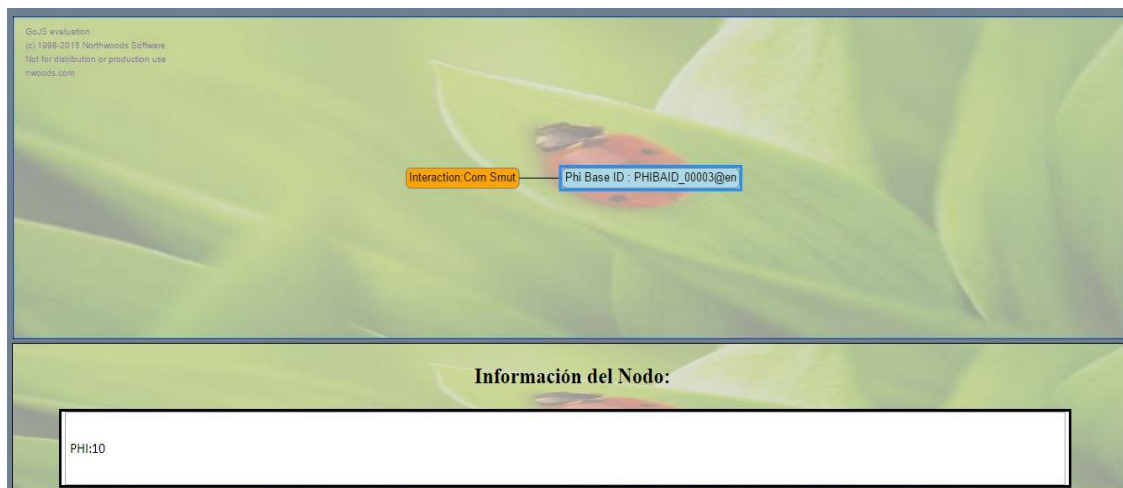 GoJS evaluation
(c) 1998-2015 Northwoods Software
Not for distribution or production use
nwoods.com
Interaction:Corn Smut
Phi Base ID : PHIBAID_00003@en
Información del Nodo:
PHI:10